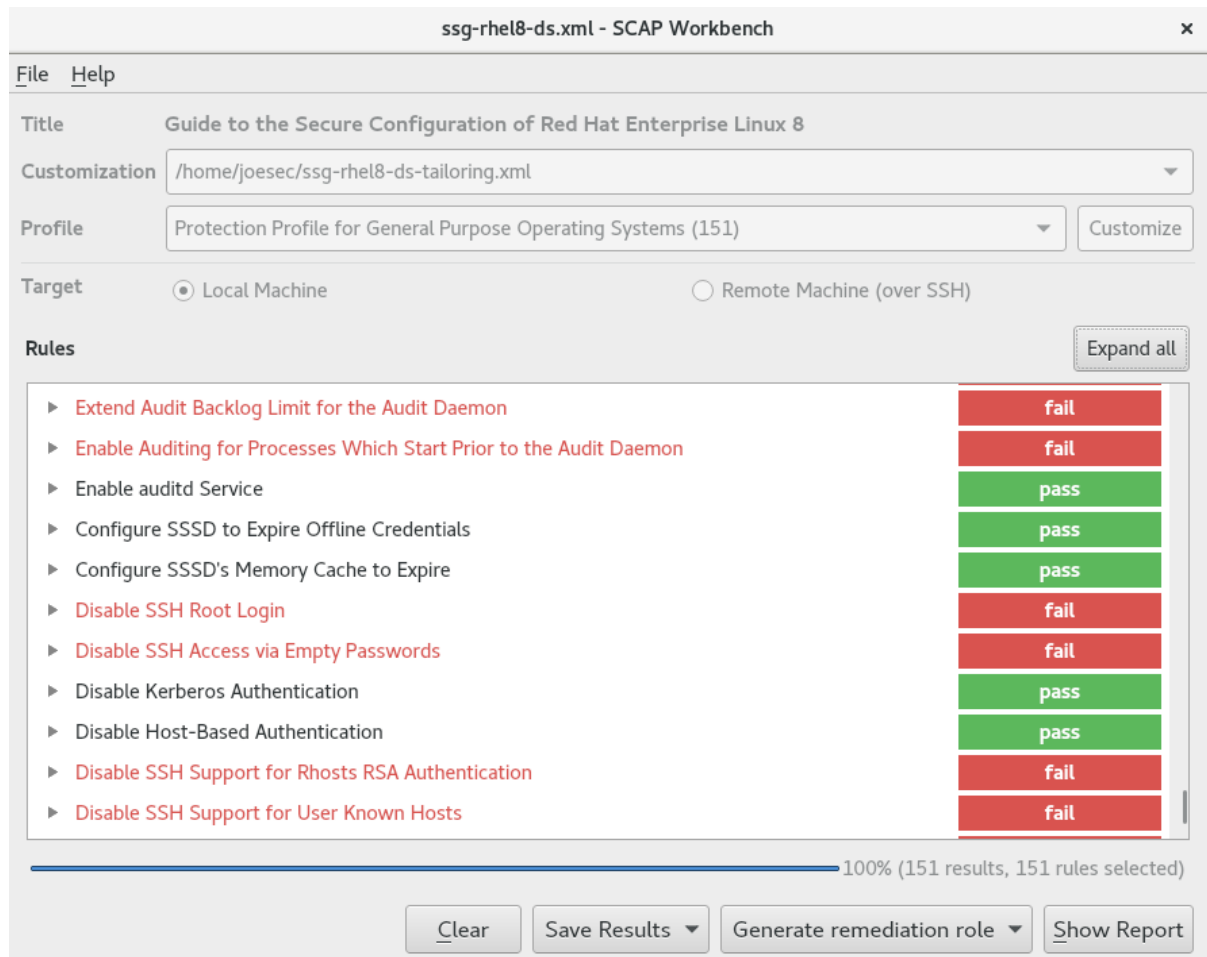 ssg-rhel8-ds.xml - SCAP Workbench ×
File Help
Title Guide to the Secure Configuration of Red Hat Enterprise Linux 8
Customization /home/joesec/ssg-rhel8-ds-tailoring.xml
Profile Protection Profile for General Purpose Operating Systems (151) Customize
Target Local Machine Remote Machine (over SSH)
Rules Expand all
Extend Audit Backlog Limit for the Audit Daemon fail
Enable Auditing for Processes Which Start Prior to the Audit Daemon fail
Enable auditd Service pass
Configure SSSD to Expire Offline Credentials pass
Configure SSSD's Memory Cache to Expire pass
Disable SSH Root Login fail
Disable SSH Access via Empty Passwords fail
Disable Kerberos Authentication pass
Disable Host-Based Authentication pass
Disable SSH Support for Rhosts RSA Authentication fail
Disable SSH Support for User Known Hosts fail
100% (151 results, 151 rules selected)
Clear Save Results Generate remediation role Show Report